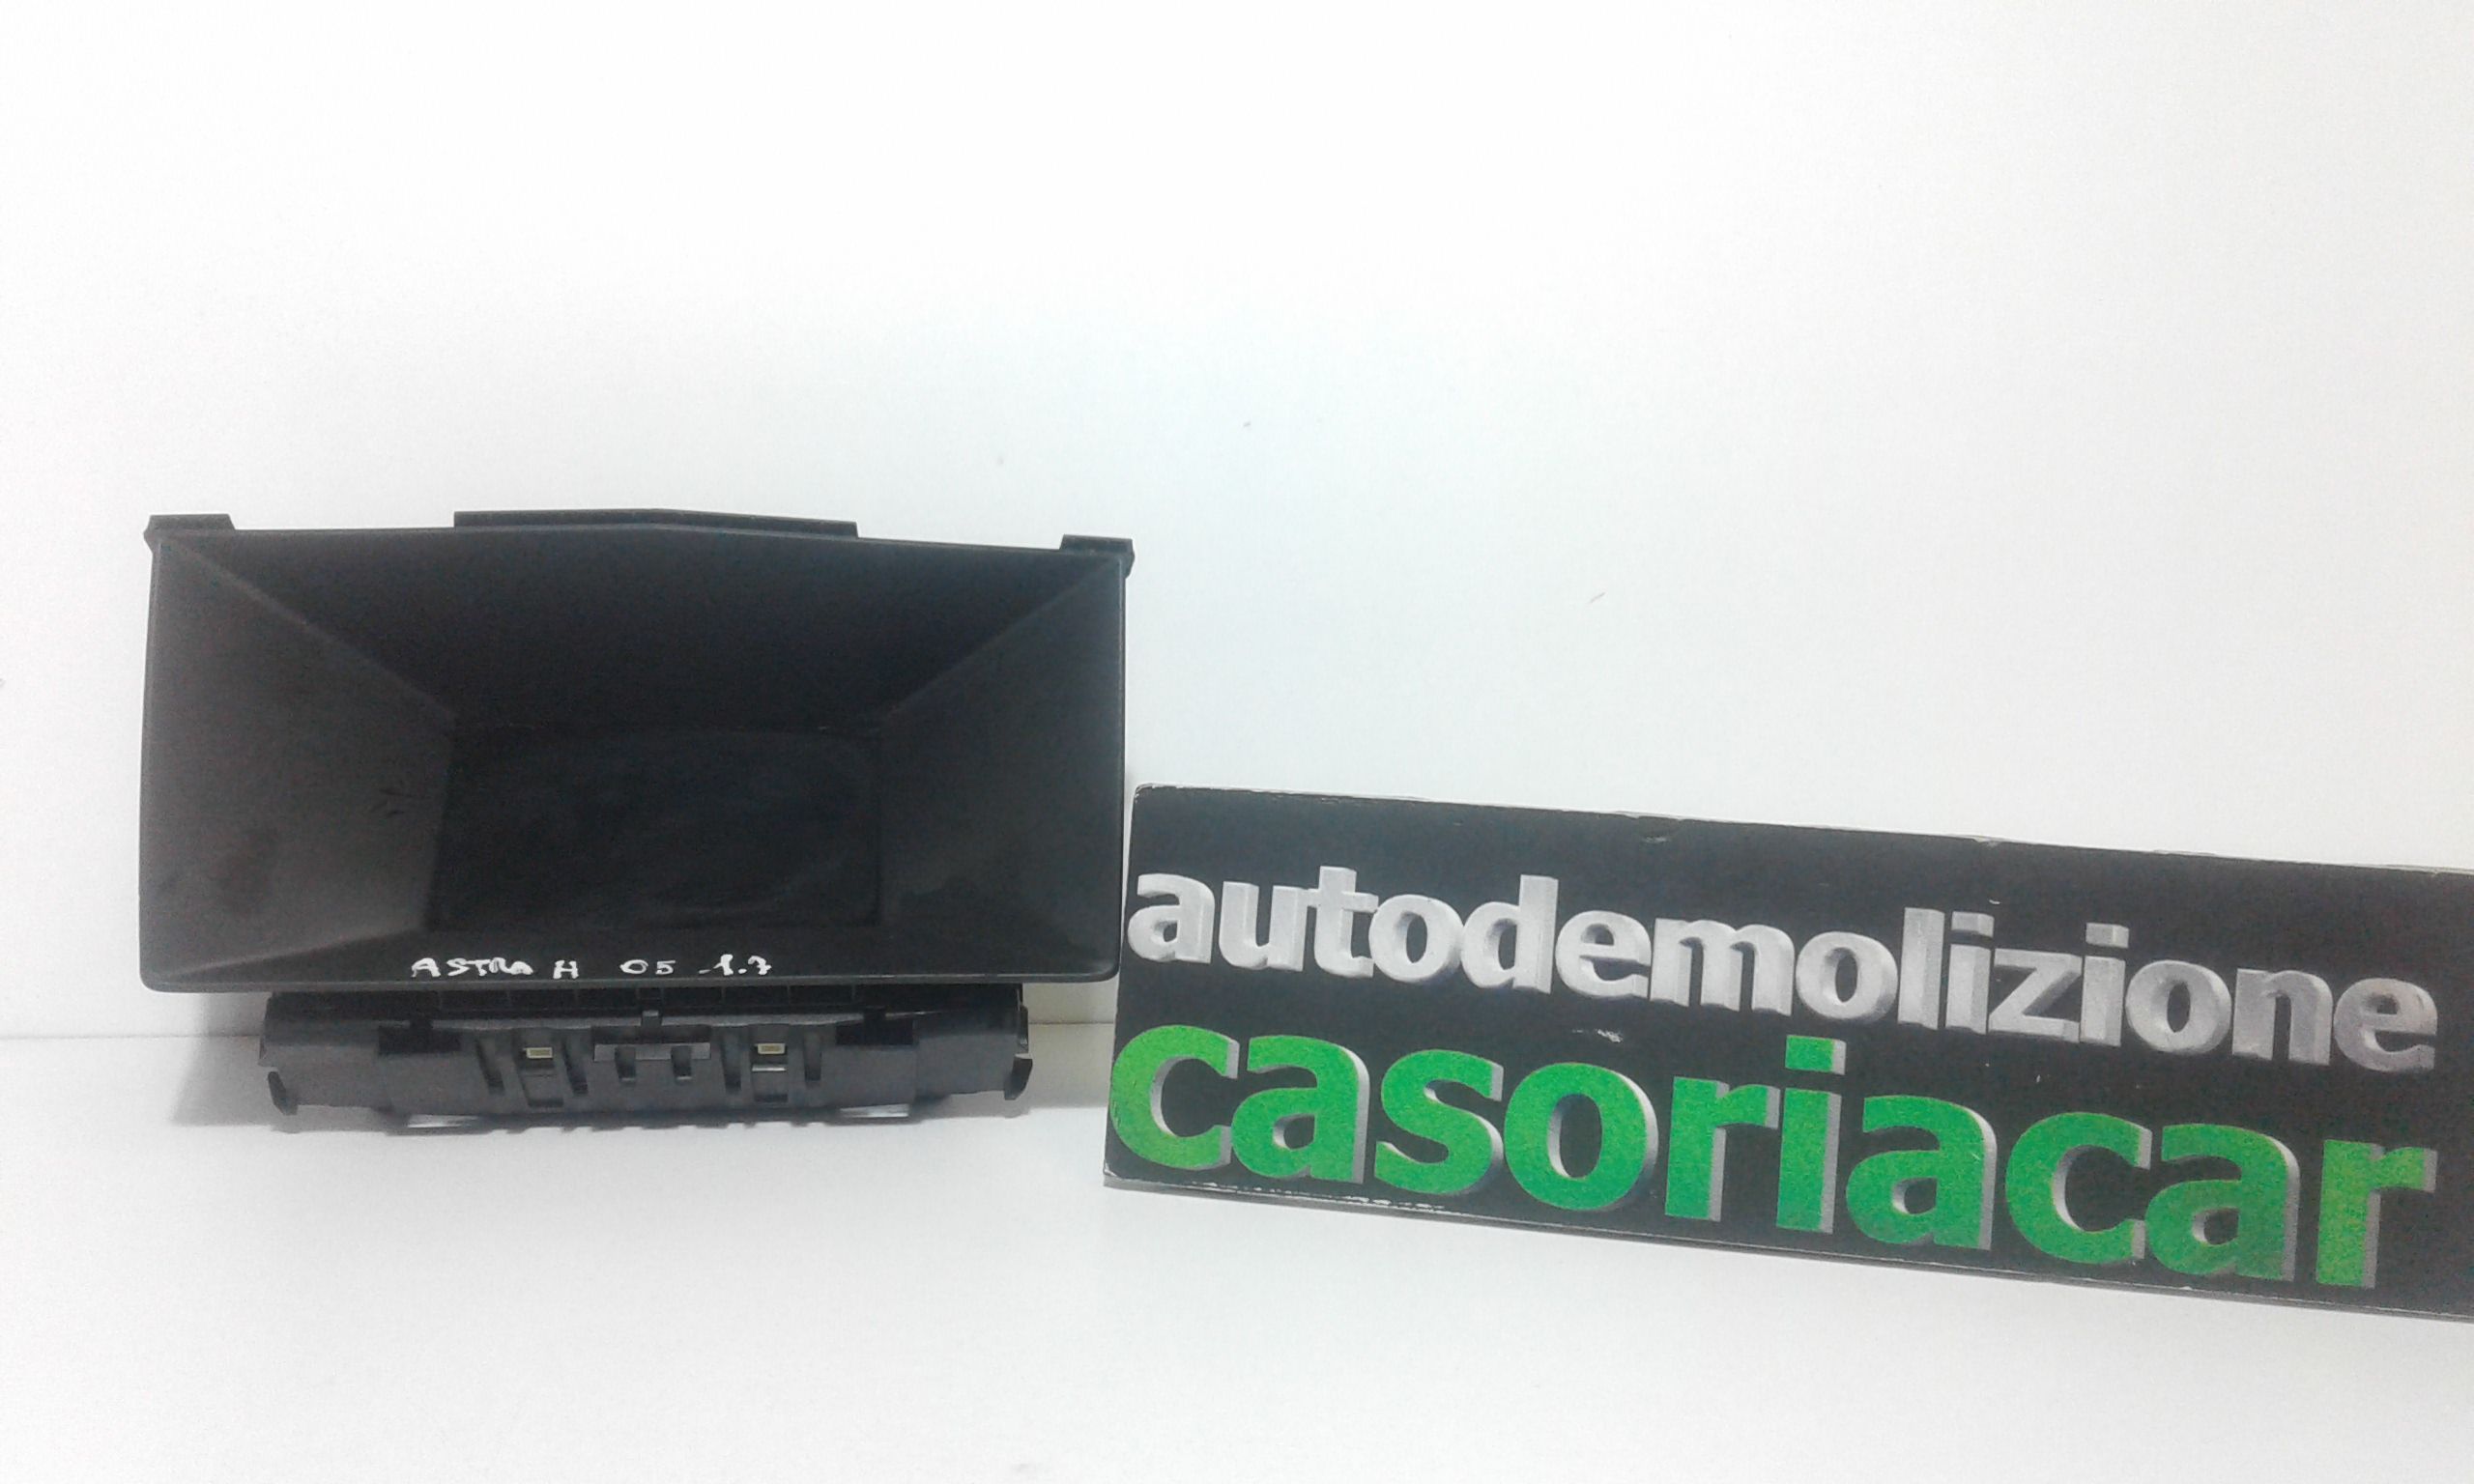 ASTRA H 05 1.7
autodemolizione
casoriacar